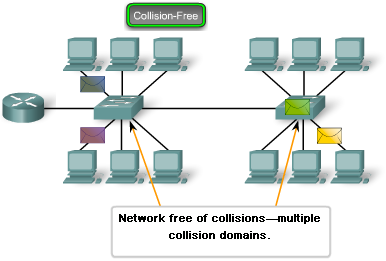 Collision-Free
Network free of collisions—multiple
collision domains.